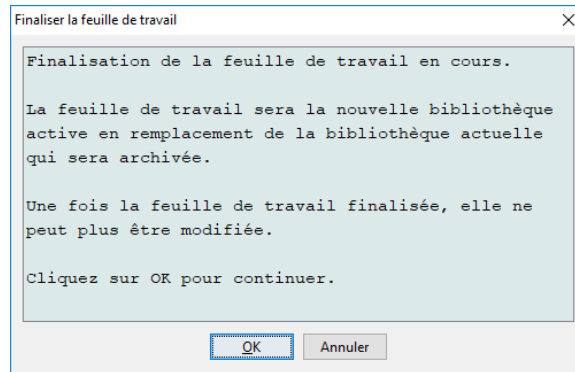 Finaliser la feuille de travail
Finalisation de la feuille de travail en cours.
La feuille de travail sera la nouvelle bibliothèque
active en remplacement de la bibliothèque actuelle
qui sera archivée.
Une fois la feuille de travail finalisée, elle ne
peut plus être modifiée.
Cliquez sur OK pour continuer.
OK
Annuler